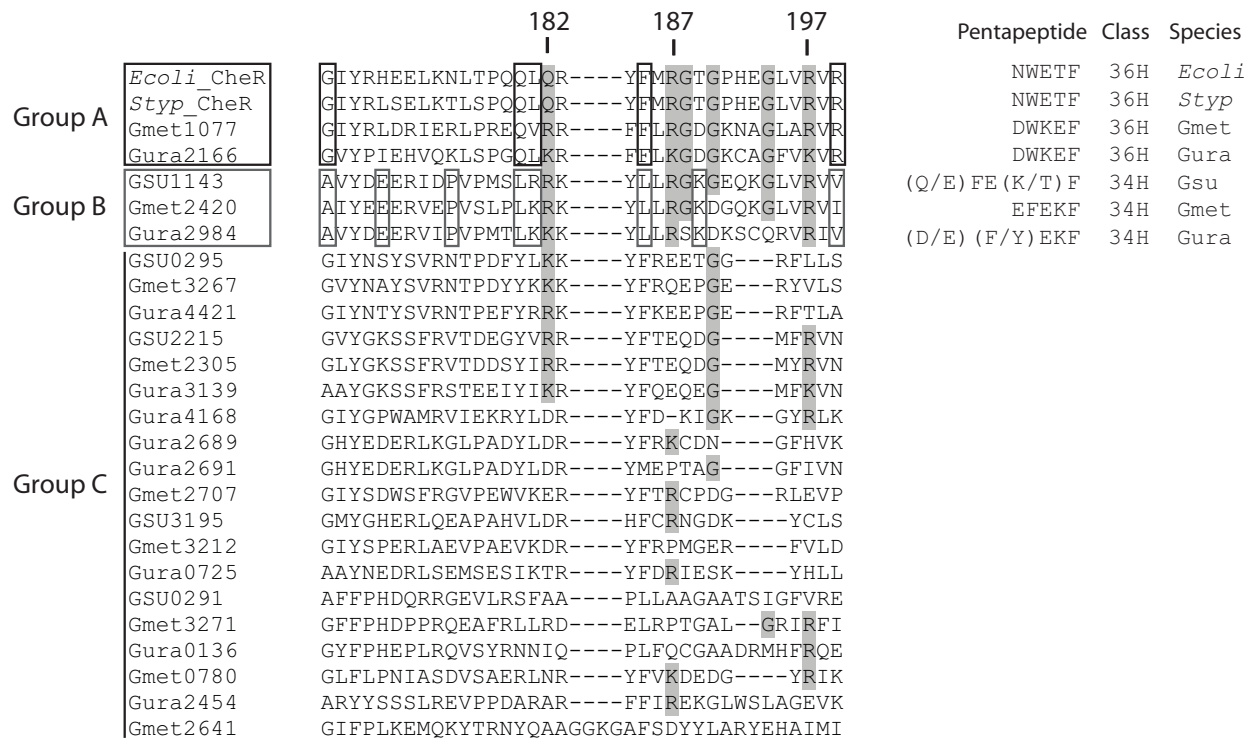 182 187 197 Pentapeptide Class Species
Group A
Ecoli_CheR GIYRHEELKNLTPQQLQR----YFMRGTGPHEGLVRVR NWETF 36H Ecoli
Styp_CheR GIYRLSELKTLSPQQLQR----YFMRGTGPHEGLVRVR NWETF 36H Styp
Gmet1077 GIYRLDRIERLPREQVRR----FFLRGDGKNAGLARVR DWKEF 36H Gmet
Gura2166 GVYPIEHVQKLSPGQLKR----FFLKGDGKCAGFVKVR DWKEF 36H Gura
Group B
GSU1143 AVYDEERIDPVPMSLRRK----YLLRGKGEQKGLVRVV (Q/E)FE(K/T)F 34H Gsu
Gmet2420 AIYEEERVEPVSLPLKRK----YLLRGKDGQKGLVRVI EFEKF 34H Gmet
Gura2984 AVYDEERVIPVPMTLKKK----YLLRSKDKSCQRVRIV (D/E)(F/Y)EKF 34H Gura
Group C
GSU0295 GIYNSYSVRNTPDFYLKK----YFREETGG---RFLLS
Gmet3267 GVYNAYSVRNTPDYYKKK----YFRQEPGE---RYVLS
Gura4421 GIYNTYSVRNTPEFYRRK----YFKEEPGE---RFTLA
GSU2215 GVYGKSSFRVTDEGYVRR----YFTEQDG----MFRVN
Gmet2305 GLYGKSSFRVTDDSYIRR----YFTEQDG----MYRVN
Gura3139 AAYGKSSFRSTEEIYIKR----YFQEQEG----MFKVN
Gura4168 GIYGPWAMRVIEKRYLDR----YFD-KIGK---GYRLK
Gura2689 GHYEDERLKGLPADYLDR----YFRKCDN----GFHVK
Gura2691 GHYEDERLKGLPADYLDR----YMEPTAG----GFIVN
Gmet2707 GIYSDWSFRGVPEWVKER----YFTRCPDG---RLEVP
GSU3195 GMYGHERLQEAPAHVLDR----HFCRNGDK----YCLS
Gmet3212 GIYSPERLAEVPAEVKDR----YFRPMGER----FVLD
Gura0725 AAYNEDRLSEMSESIKTR----YFDRIESK----YHLL
GSU0291 AFFPHDQRRGEVLRSFAA----PLLAAGAATSIGFVRE
Gmet3271 GFFPHDPPRQEAFRLLRD----ELRPTGAL--GRIRFI
Gura0136 GYFPHEPLRQVSYRNNIQ----PLFQCGAADRMHFRQE
Gmet0780 GLFLPNIASDVSAERLNR----YFVKDEDG----YRIK
Gura2454 ARYYSSSLREVPPDARAR----FFIREKGLWSLAGEVK
Gmet2641 GIFPLKEMQKYTRNYQAAGGKGAFSDYYLARYEHAIMI